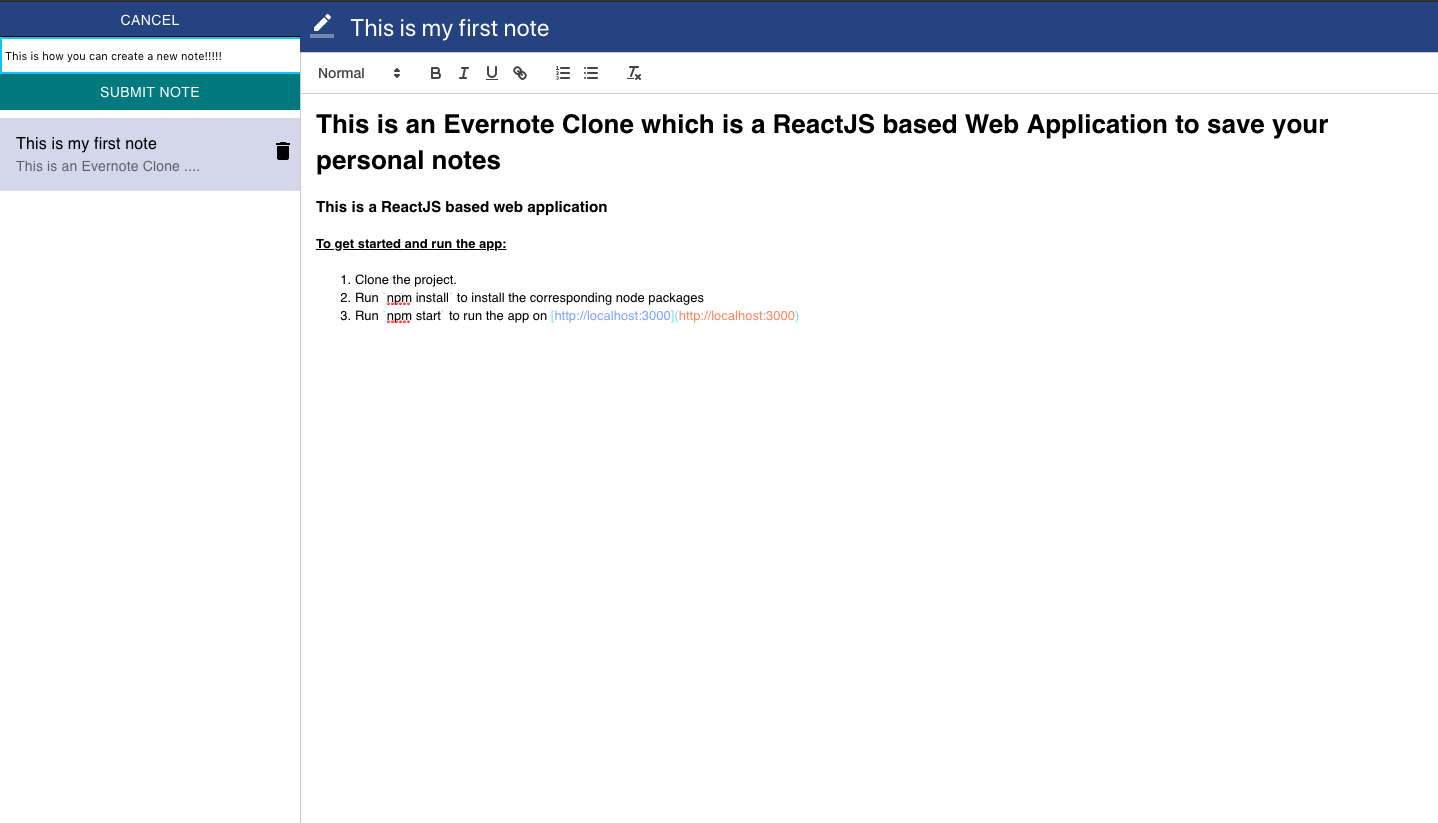 CANCEL
This is how you can create a new note!!!!!
SUBMIT NOTE
This is my first note
This is an Evernote Clone ....
This is my first note
Normal
This is an Evernote Clone which is a ReactJS based Web Application to save your
personal notes
This is a ReactJS based web application
To get started and run the app:
1. Clone the project.
2. Run `npm install` to install the corresponding node packages
3. Run `npm start` to run the app on [http://localhost:3000](http://localhost:3000)